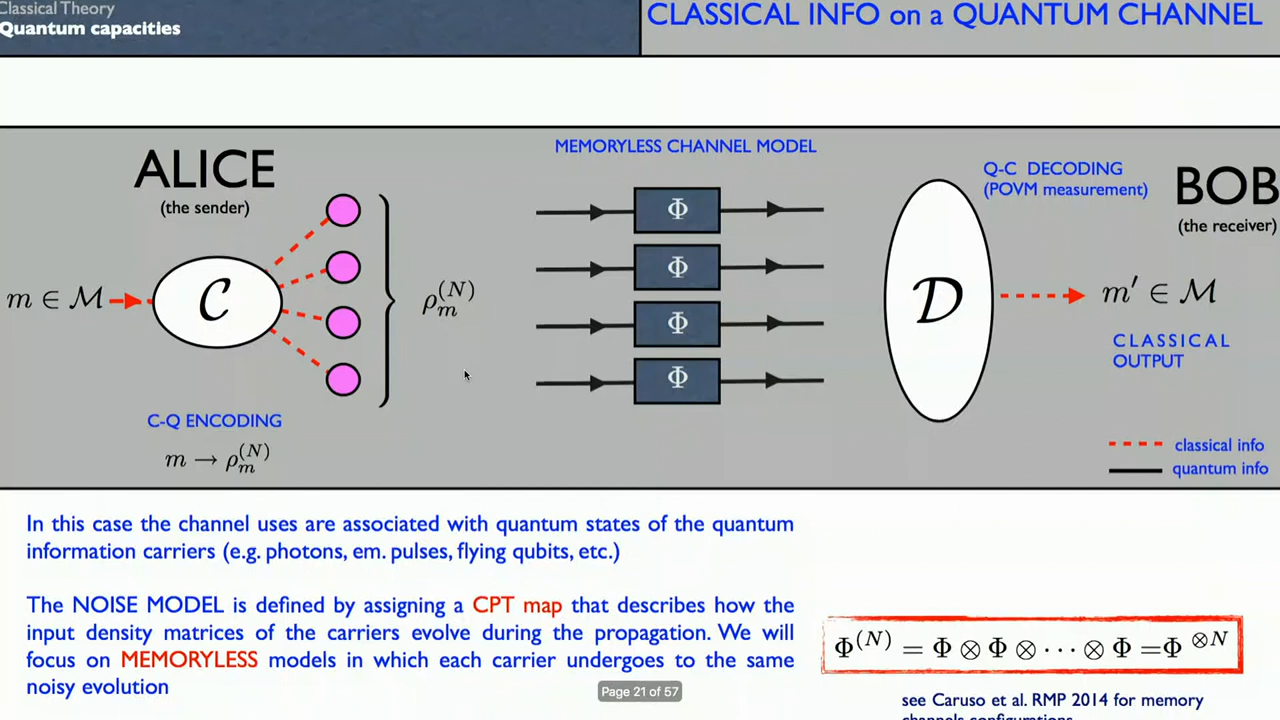 Classical Theory
Quantum capacities
CLASSICAL INFO on a QUANTUM CHANNEL
ALICE
(the sender)
m ∈ ℳ
𝒞
ρ_m^{(N)}
C-Q ENCODING
m → ρ_m^{(N)}
MEMORYLESS CHANNEL MODEL
Φ
Φ
Φ
Φ
Q-C DECODING
(POVM measurement)
𝒟
BOB
(the receiver)
m′ ∈ ℳ
CLASSICAL
OUTPUT
classical info
quantum info
In this case the channel uses are associated with quantum states of the quantum
information carriers (e.g. photons, em. pulses, flying qubits, etc.)
The NOISE MODEL is defined by assigning a CPT map that describes how the
input density matrices of the carriers evolve during the propagation. We will
focus on MEMORYLESS models in which each carrier undergoes to the same
noisy evolution
Page 21 of 57
Φ^{(N)} = Φ ⊗ Φ ⊗ ⋯ ⊗ Φ =Φ^{⊗N}
see Caruso et al. RMP 2014 for memory
channels configurations